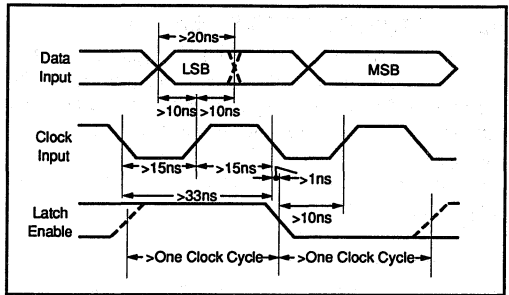 >20ns
Data
Input
LSB
MSB
>10ns >10ns
Clock
Input
>15ns
>15ns
>1ns
>33ns
>10ns
Latch
Enable
>One Clock Cycle
>One Clock Cycle